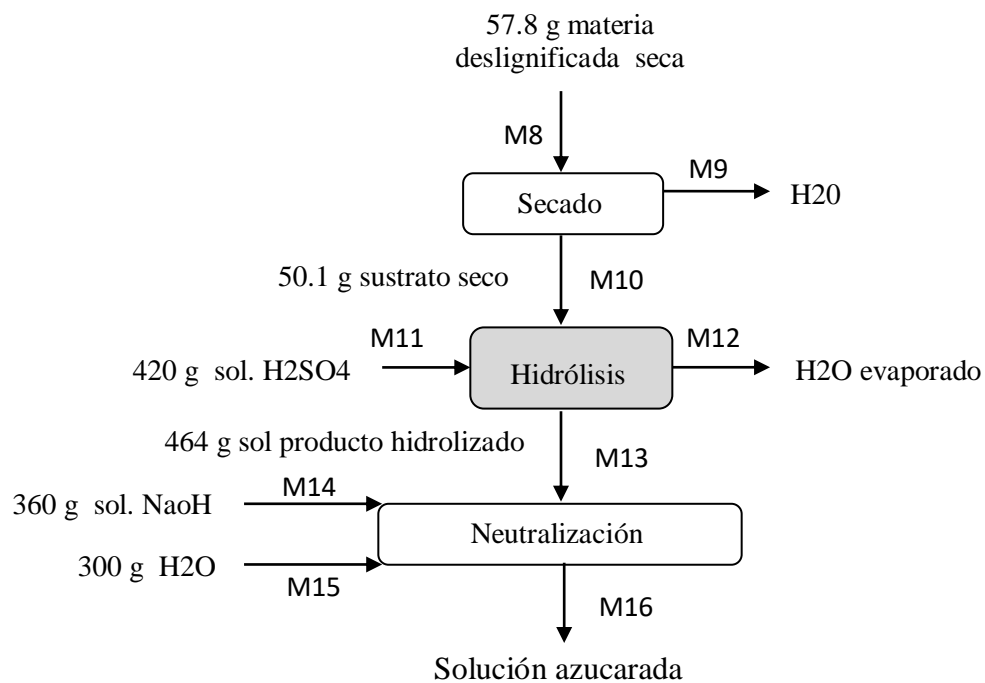 57.8 g materia
deslignificada seca
M8
M9
Secado
H20
50.1 g sustrato seco
M10
M11
M12
420 g sol. H2SO4
Hidrólisis
H2O evaporado
464 g sol producto hidrolizado
M13
M14
360 g sol. NaoH
Neutralización
300 g H2O
M15
M16
Solución azucarada